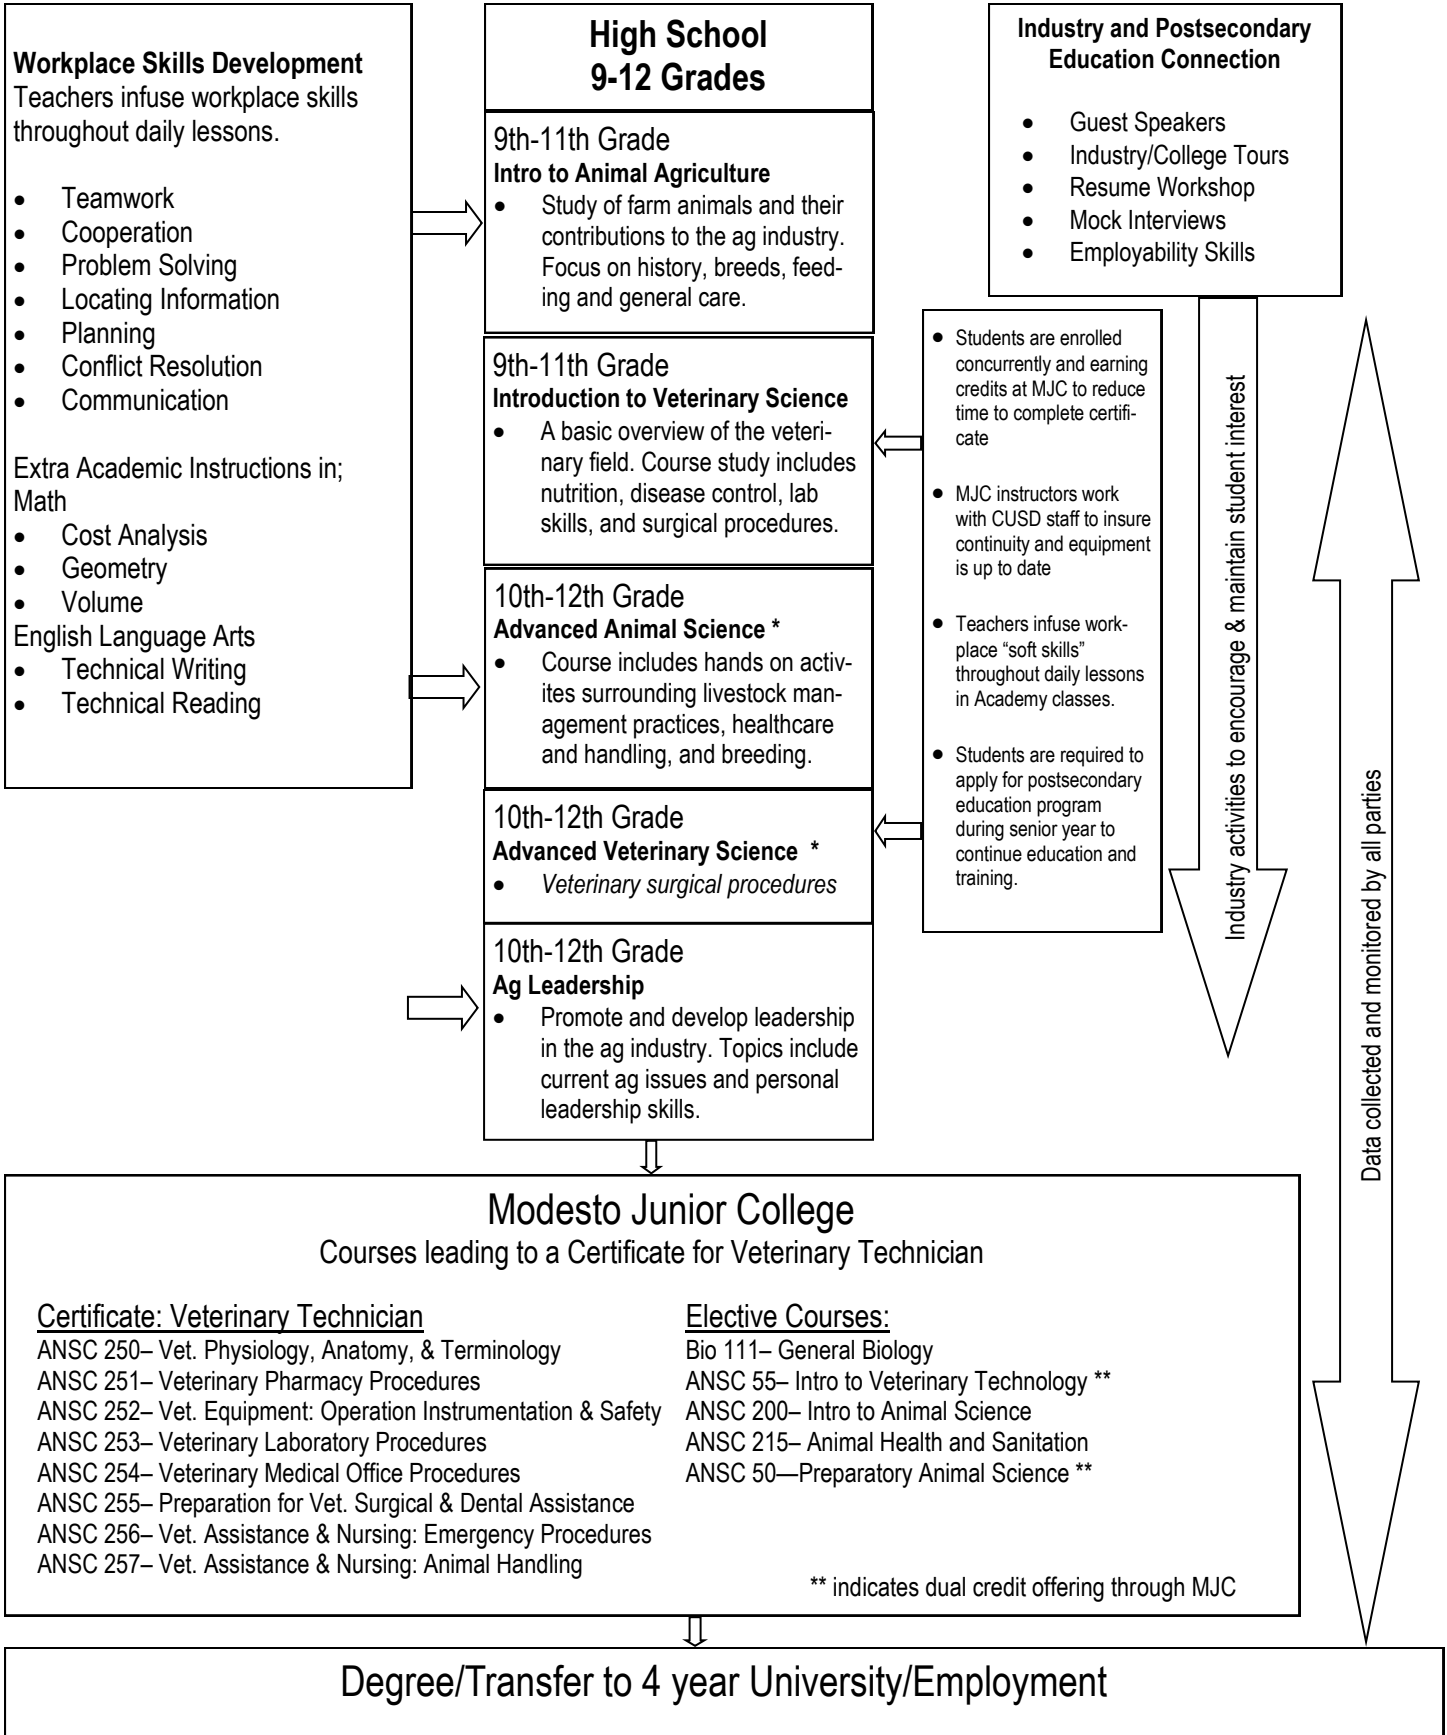 Workplace Skills Development
Teachers infuse workplace skills
throughout daily lessons.
• Teamwork
• Cooperation
• Problem Solving
• Locating Information
• Planning
• Conflict Resolution
• Communication
Extra Academic Instructions in;
Math
• Cost Analysis
• Geometry
• Volume
English Language Arts
• Technical Writing
• Technical Reading
High School
9-12 Grades
9th-11th Grade
Intro to Animal Agriculture
• Study of farm animals and their
contributions to the ag industry.
Focus on history, breeds, feed-
ing and general care.
9th-11th Grade
Introduction to Veterinary Science
• A basic overview of the veteri-
nary field. Course study includes
nutrition, disease control, lab
skills, and surgical procedures.
10th-12th Grade
Advanced Animal Science *
• Course includes hands on activ-
ites surrounding livestock man-
agement practices, healthcare
and handling, and breeding.
10th-12th Grade
Advanced Veterinary Science *
• Veterinary surgical procedures
10th-12th Grade
Ag Leadership
• Promote and develop leadership
in the ag industry. Topics include
current ag issues and personal
leadership skills.
Industry and Postsecondary
Education Connection
• Guest Speakers
• Industry/College Tours
• Resume Workshop
• Mock Interviews
• Employability Skills
• Students are enrolled
concurrently and earning
credits at MJC to reduce
time to complete certifi-
cate
• MJC instructors work
with CUSD staff to insure
continuity and equipment
is up to date
• Teachers infuse work-
place “soft skills”
throughout daily lessons
in Academy classes.
• Students are required to
apply for postsecondary
education program
during senior year to
continue education and
training.
Industry activities to encourage & maintain student interest
Data collected and monitored by all parties
Modesto Junior College
Courses leading to a Certificate for Veterinary Technician
Certificate: Veterinary Technician
ANSC 250– Vet. Physiology, Anatomy, & Terminology
ANSC 251– Veterinary Pharmacy Procedures
ANSC 252– Vet. Equipment: Operation Instrumentation & Safety
ANSC 253– Veterinary Laboratory Procedures
ANSC 254– Veterinary Medical Office Procedures
ANSC 255– Preparation for Vet. Surgical & Dental Assistance
ANSC 256– Vet. Assistance & Nursing: Emergency Procedures
ANSC 257– Vet. Assistance & Nursing: Animal Handling
Elective Courses:
Bio 111– General Biology
ANSC 55– Intro to Veterinary Technology **
ANSC 200– Intro to Animal Science
ANSC 215– Animal Health and Sanitation
ANSC 50—Preparatory Animal Science **
** indicates dual credit offering through MJC
Degree/Transfer to 4 year University/Employment